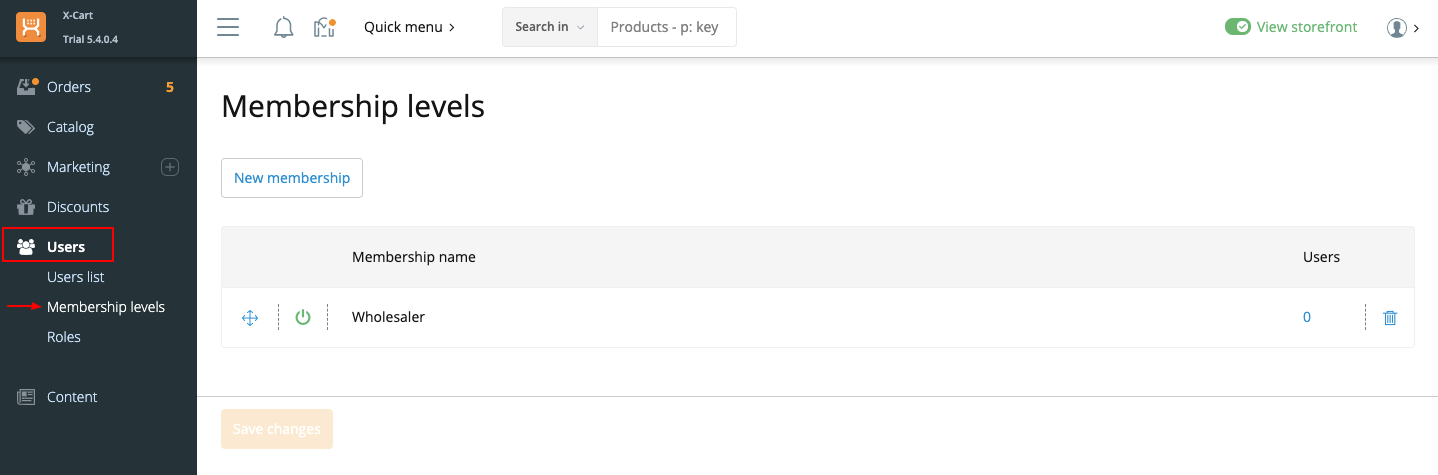 X-Cart
Trial 5.4.0.4
Quick menu
Search in
Products - p: key
View storefront
Orders 5
Catalog
Marketing
Discounts
Users
Users list
Membership levels
Roles
Content
Membership levels
New membership
Membership name Users
Wholesaler 0
Save changes